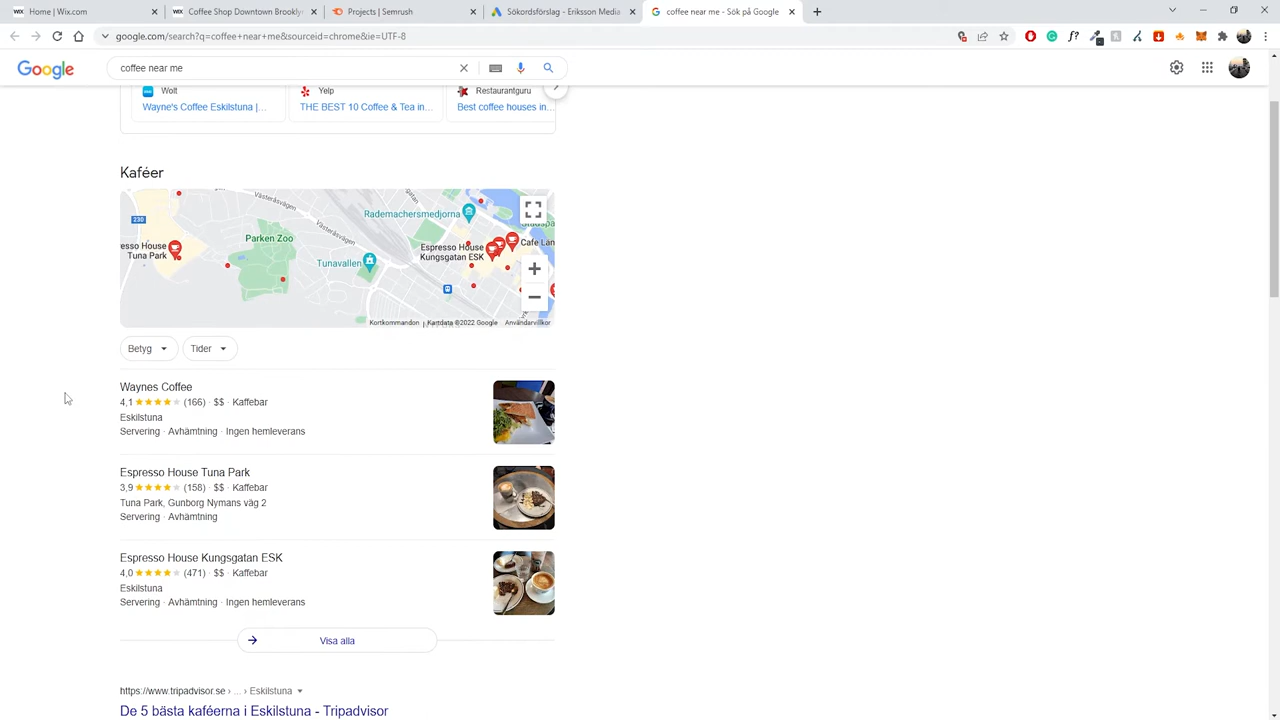 Home | Wix.com
Coffee Shop Downtown Brookly
Projects | Semrush
Sökordsförslag - Eriksson Media
coffee near me - Sök på Google
google.com/search?q=coffee+near+me&sourceid=chrome&ie=UTF-8
Google
coffee near me
Wolt
Wayne's Coffee Eskilstuna |...
Yelp
THE BEST 10 Coffee & Tea in...
Restaurantguru
Best coffee houses in...
Kaféer
230
Västeråsvägen
Västeråsvägen
Rademachersmedjorna
Parken Zoo
Tunavallen
esso House
Tuna Park
Espresso House
Kungsgatan ESK
Cafe Lan
Kortkommandon
Kartdata ©2022 Google
Användarvillkor
Betyg
Tider
Waynes Coffee
4,1 (166) · $$ · Kaffebar
Eskilstuna
Servering · Avhämtning · Ingen hemleverans
Espresso House Tuna Park
3,9 (158) · $$ · Kaffebar
Tuna Park, Gunborg Nymans väg 2
Servering · Avhämtning
Espresso House Kungsgatan ESK
4,0 (471) · $$ · Kaffebar
Eskilstuna
Servering · Avhämtning · Ingen hemleverans
Visa alla
https://www.tripadvisor.se › ... › Eskilstuna
De 5 bästa kaféerna i Eskilstuna - Tripadvisor